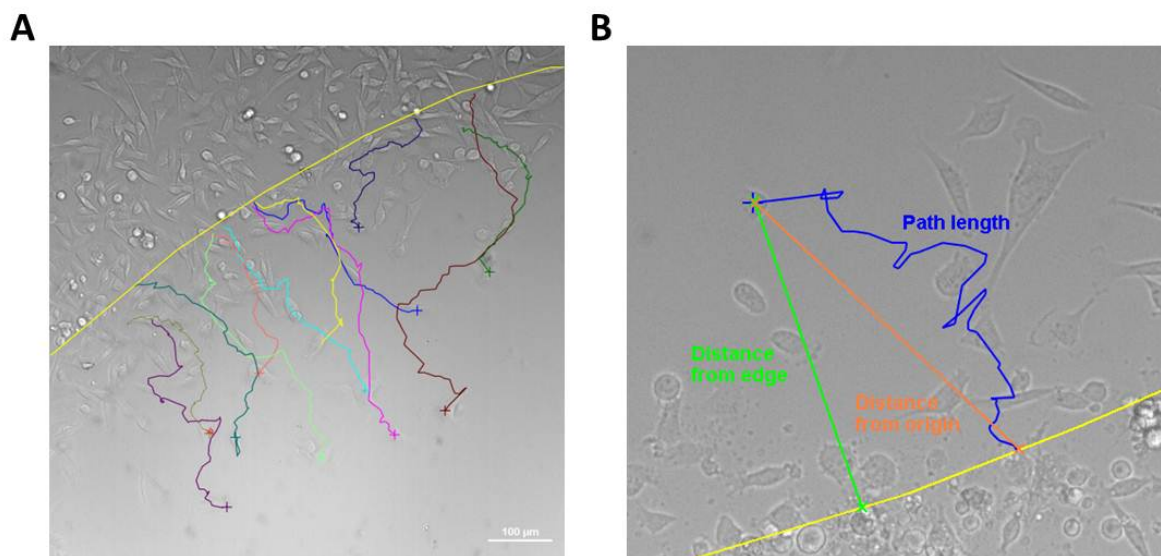 A
B
100 µm
Path length
Distance
from edge
Distance
from origin